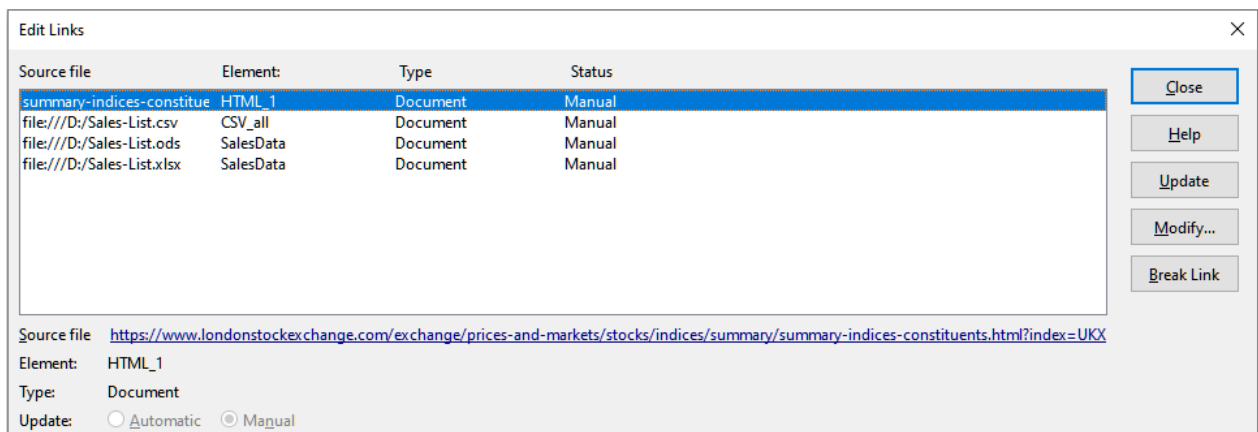 Edit Links
Source file Element: Type Status
summary-indices-constitue HTML_1 Document Manual
file:///D:/Sales-List.csv CSV_all Document Manual
file:///D:/Sales-List.ods SalesData Document Manual
file:///D:/Sales-List.xlsx SalesData Document Manual
Close
Help
Update
Modify...
Break Link
Source file https://www.londonstockexchange.com/exchange/prices-and-markets/stocks/indices/summary/summary-indices-constituents.html?index=UKX
Element: HTML_1
Type: Document
Update: Automatic Manual